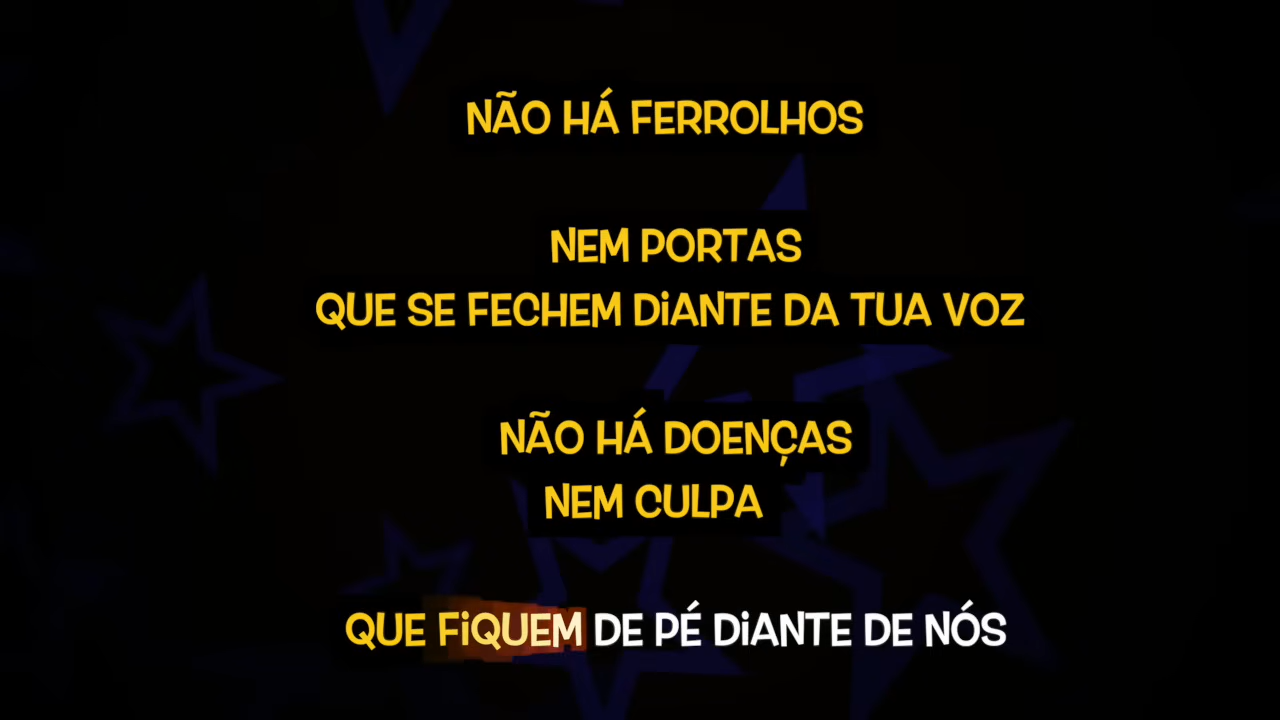 NÃO HÁ FERROLHOS
NEM PORTAS
QUE SE FECHEM DiANTE DA TUA VOZ
NÃO HÁ DOENÇAS
NEM CULPA
QUE FiQUEM DE PÉ DiANTE DE NÓS